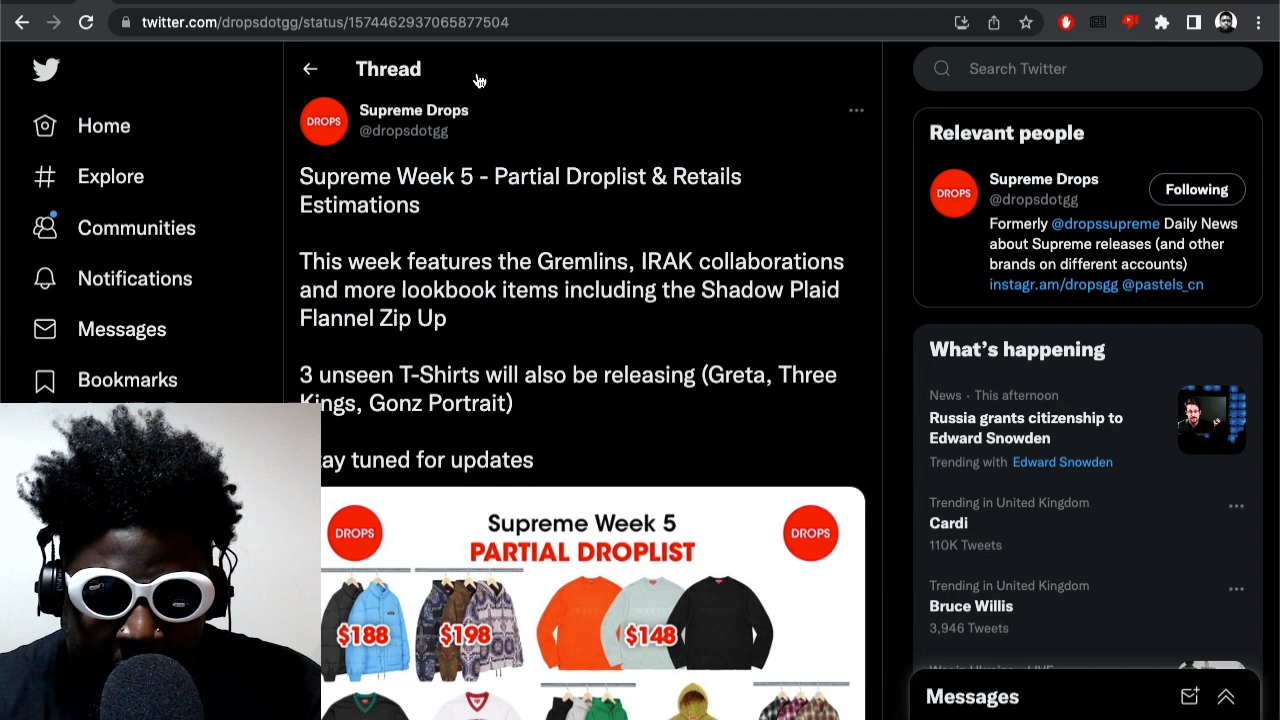 twitter.com/dropsdotgg/status/1574462937065877504
Home
Explore
Communities
Notifications
Messages
Bookmarks
Thread
DROPS
Supreme Drops
@dropsdotgg
Supreme Week 5 - Partial Droplist & Retails
Estimations
This week features the Gremlins, IRAK collaborations
and more lookbook items including the Shadow Plaid
Flannel Zip Up
3 unseen T-Shirts will also be releasing (Greta, Three
Kings, Gonz Portrait)
tay tuned for updates
DROPS
Supreme Week 5
PARTIAL DROPLIST
DROPS
$188
$198
$148
Search Twitter
Relevant people
DROPS
Supreme Drops
@dropsdotgg
Following
Formerly @dropssupreme Daily News
about Supreme releases (and other
brands on different accounts)
instagr.am/dropsgg @pastels_cn
What's happening
News · This afternoon
Russia grants citizenship to
Edward Snowden
Trending with Edward Snowden
Trending in United Kingdom
Cardi
110K Tweets
Trending in United Kingdom
Bruce Willis
3,946 Tweets
Messages